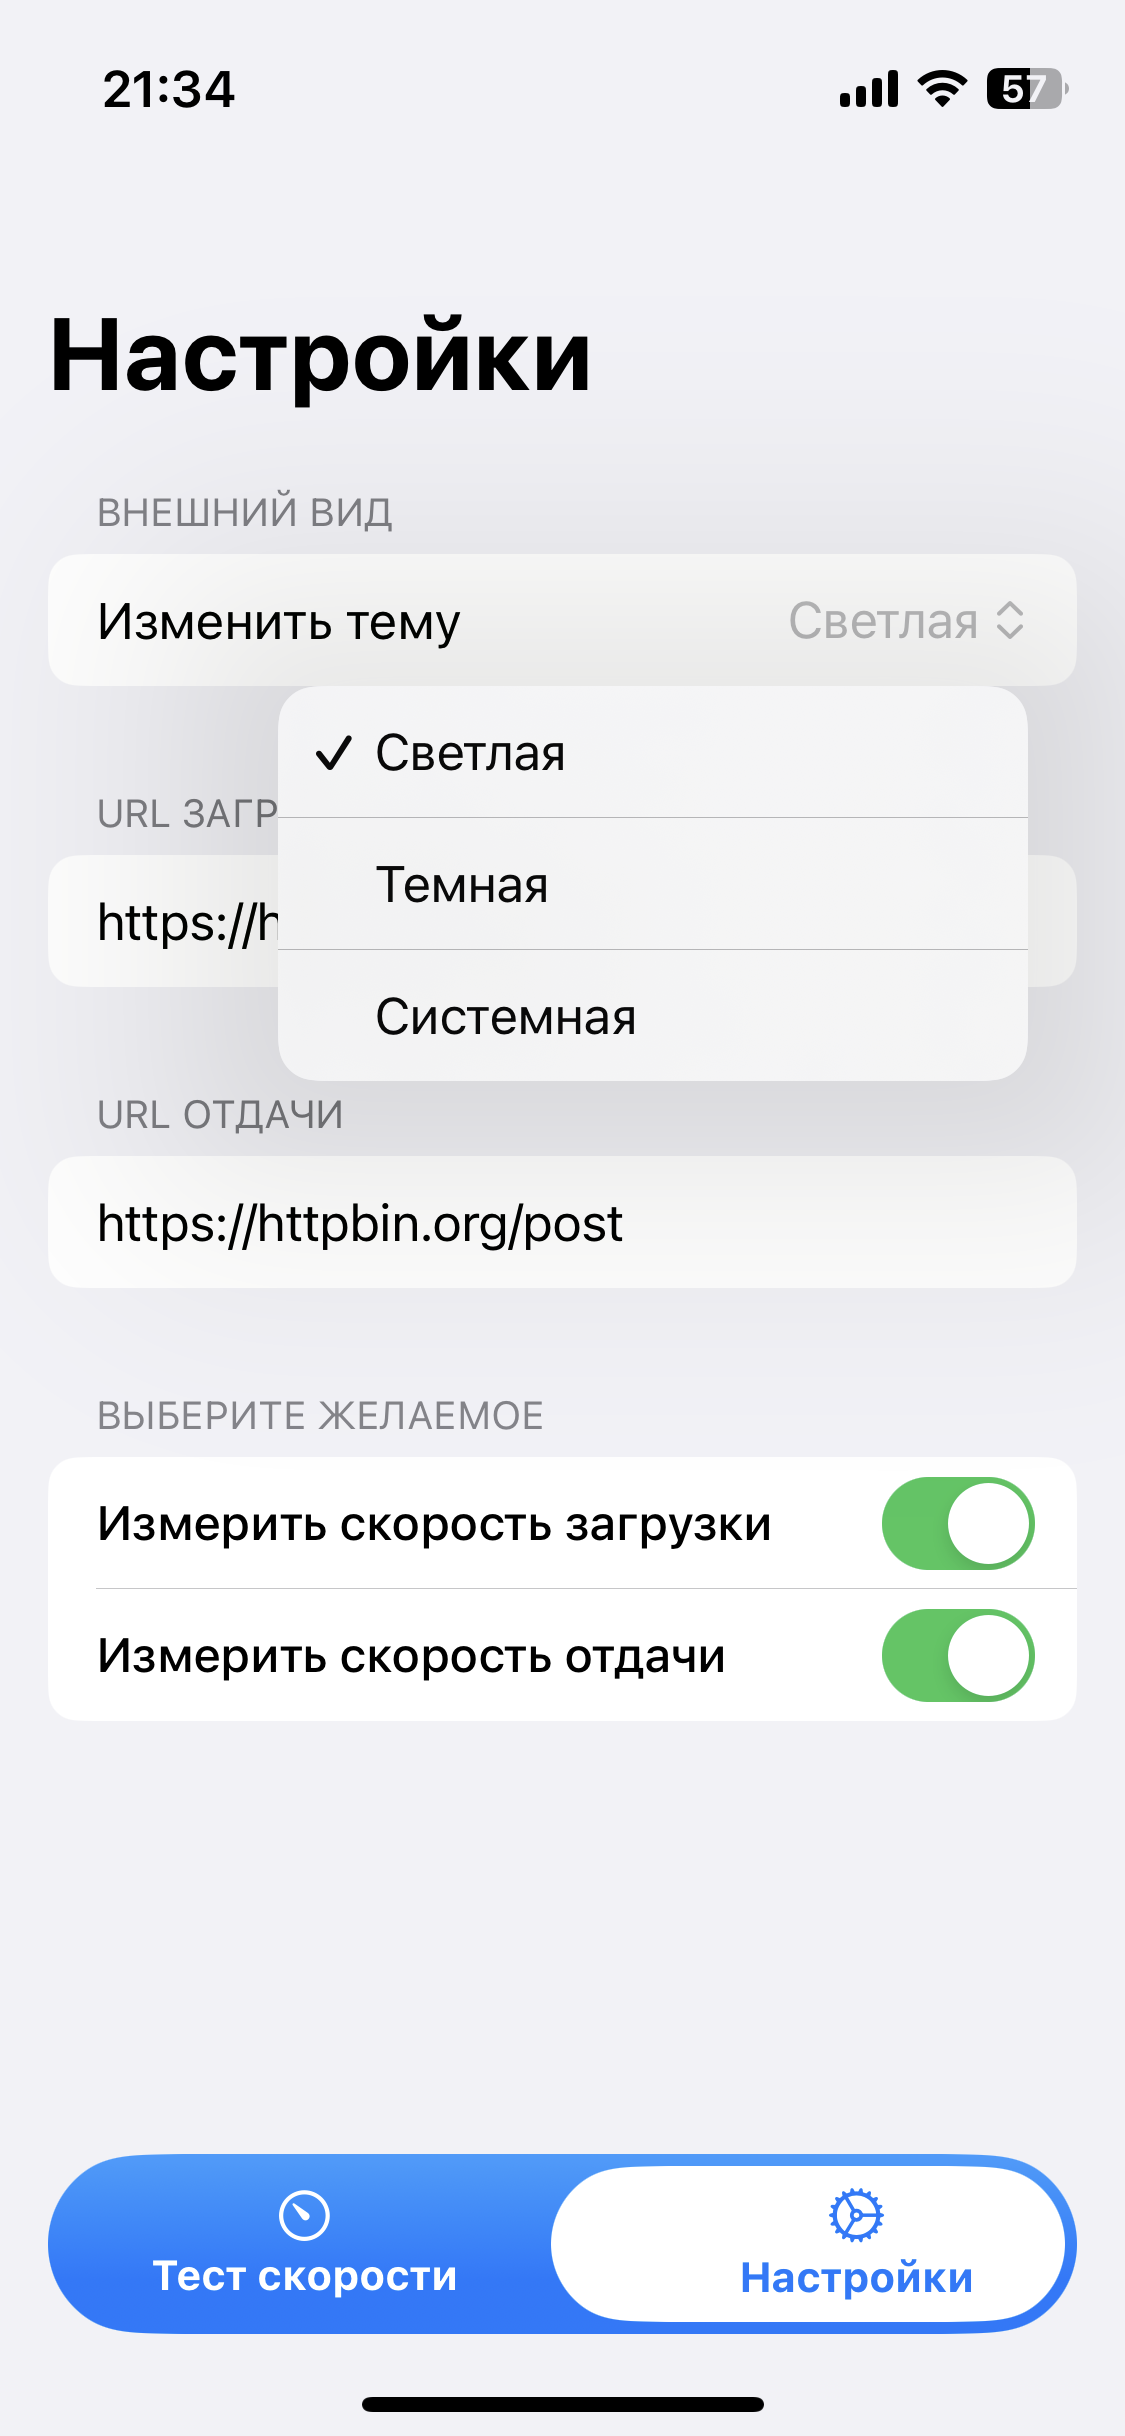 21:34
57
Настройки
ВНЕШНИЙ ВИД
Изменить тему Светлая
Светлая
URL
Темная
https://
Системная
URL ОТДАЧИ
https://httpbin.org/post
ВЫБЕРИТЕ ЖЕЛАЕМОЕ
Измерить скорость загрузки
Измерить скорость отдачи
Тест скорости
Настройки